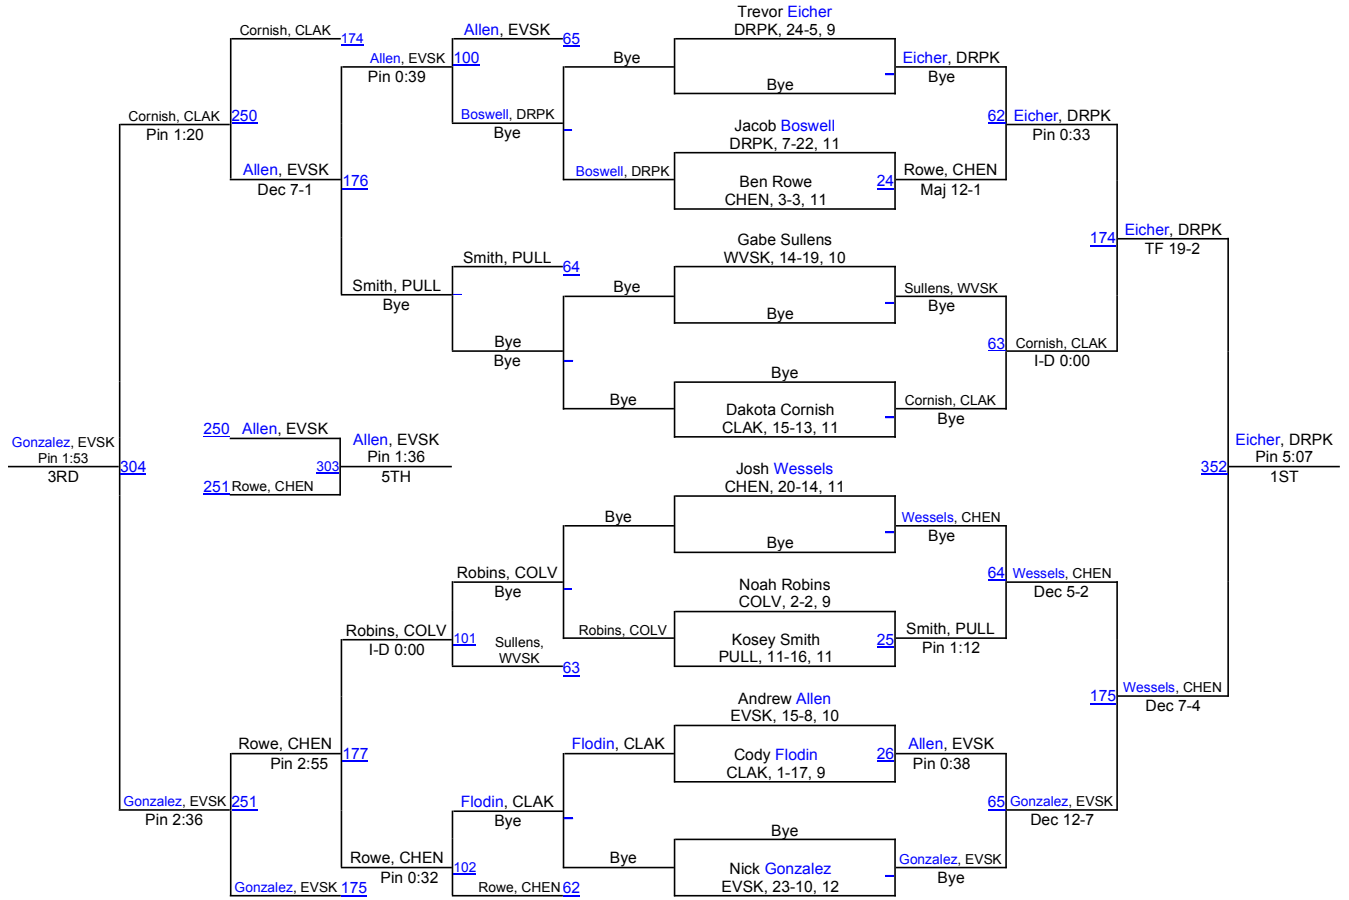 Trevor Eicher
DRPK, 24-5, 9
Cornish, CLAK
174
Allen, EVSK
65
Allen, EVSK
100
Pin 0:39
Bye
Eicher, DRPK
Bye
Bye
Cornish, CLAK
250
Pin 1:20
Boswell, DRPK
Bye
Jacob Boswell
DRPK, 7-22, 11
62
Eicher, DRPK
Pin 0:33
Allen, EVSK
Dec 7-1
176
Boswell, DRPK
Ben Rowe
CHEN, 3-3, 11
24
Rowe, CHEN
Maj 12-1
Gabe Sullens
WVSK, 14-19, 10
174
Eicher, DRPK
TF 19-2
Smith, PULL
64
Smith, PULL
Bye
Bye
Sullens, WVSK
Bye
Bye
Bye
Bye
63
Cornish, CLAK
I-D 0:00
Bye
Bye
Dakota Cornish
CLAK, 15-13, 11
Cornish, CLAK
Bye
Gonzalez, EVSK
Pin 1:53
3RD
304
250
Allen, EVSK
251
Rowe, CHEN
303
Allen, EVSK
Pin 1:36
5TH
Josh Wessels
CHEN, 20-14, 11
352
Eicher, DRPK
Pin 5:07
1ST
Bye
Bye
Wessels, CHEN
Bye
Robins, COLV
Bye
Noah Robins
COLV, 2-2, 9
64
Wessels, CHEN
Dec 5-2
Robins, COLV
I-D 0:00
101
Sullens,
WVSK
63
Robins, COLV
Kosey Smith
PULL, 11-16, 11
25
Smith, PULL
Pin 1:12
Andrew Allen
EVSK, 15-8, 10
175
Wessels, CHEN
Dec 7-4
Rowe, CHEN
Pin 2:55
177
Flodin, CLAK
Cody Flodin
CLAK, 1-17, 9
26
Allen, EVSK
Pin 0:38
Gonzalez, EVSK
251
Pin 2:36
Flodin, CLAK
Bye
65
Gonzalez, EVSK
Dec 12-7
Bye
Rowe, CHEN
Pin 0:32
102
Bye
Nick Gonzalez
EVSK, 23-10, 12
Gonzalez, EVSK
Bye
Gonzalez, EVSK
175
Rowe, CHEN
62